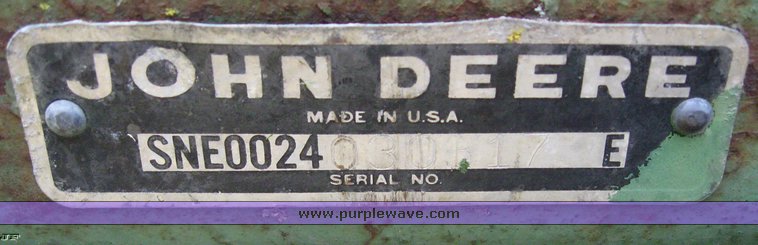 JOHN DEERE
MADE IN U.S.A.
SNE0024 E
SERIAL NO.
www.purplewave.com